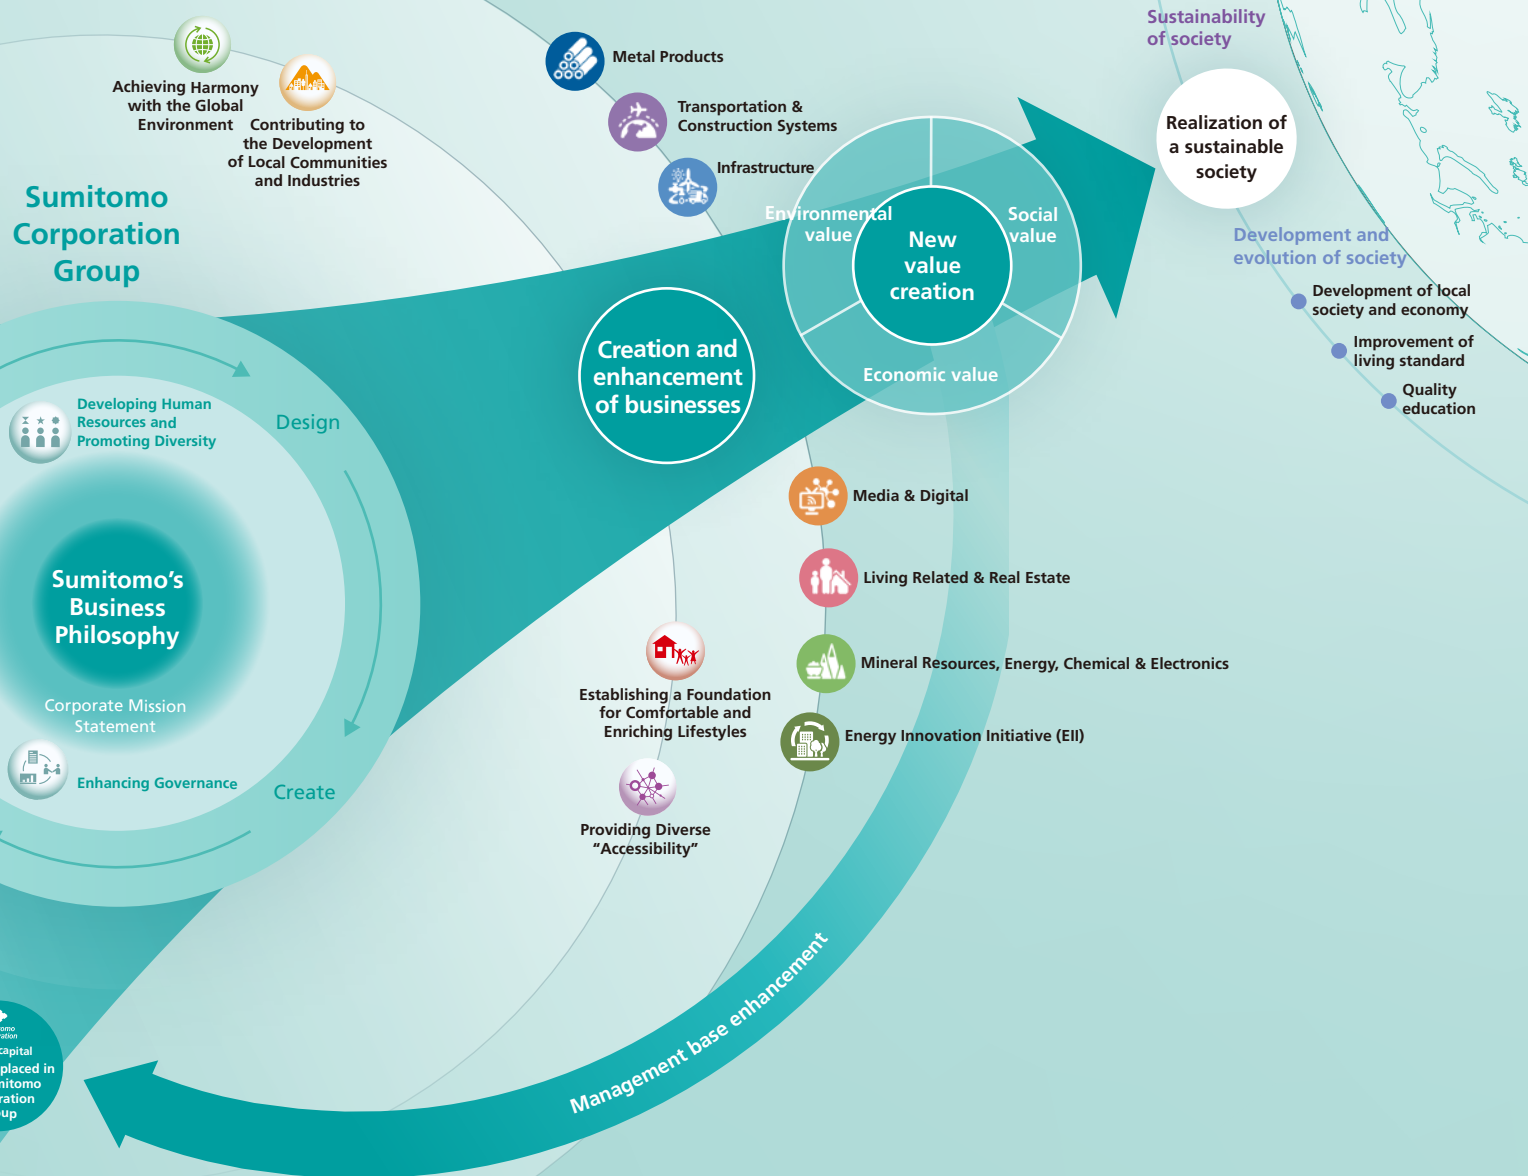 Sustainability
of society
Realization of
a sustainable
society
Development and
evolution of society
Development of local
society and economy
Improvement of
living standard
Quality
education
Metal Products
Transportation &
Construction Systems
Infrastructure
Achieving Harmony
with the Global
Environment
Contributing to
the Development
of Local Communities
and Industries
Sumitomo
Corporation
Group
Environmental
value
Social
value
New
value
creation
Economic value
Creation and
enhancement
of businesses
Developing Human
Resources and
Promoting Diversity
Design
Sumitomo’s
Business
Philosophy
Corporate Mission
Statement
Enhancing Governance
Create
Media & Digital
Living Related & Real Estate
Mineral Resources, Energy, Chemical & Electronics
Energy Innovation Initiative (EII)
Establishing a Foundation
for Comfortable and
Enriching Lifestyles
Providing Diverse
“Accessibility”
Management base enhancement
capital
placed in